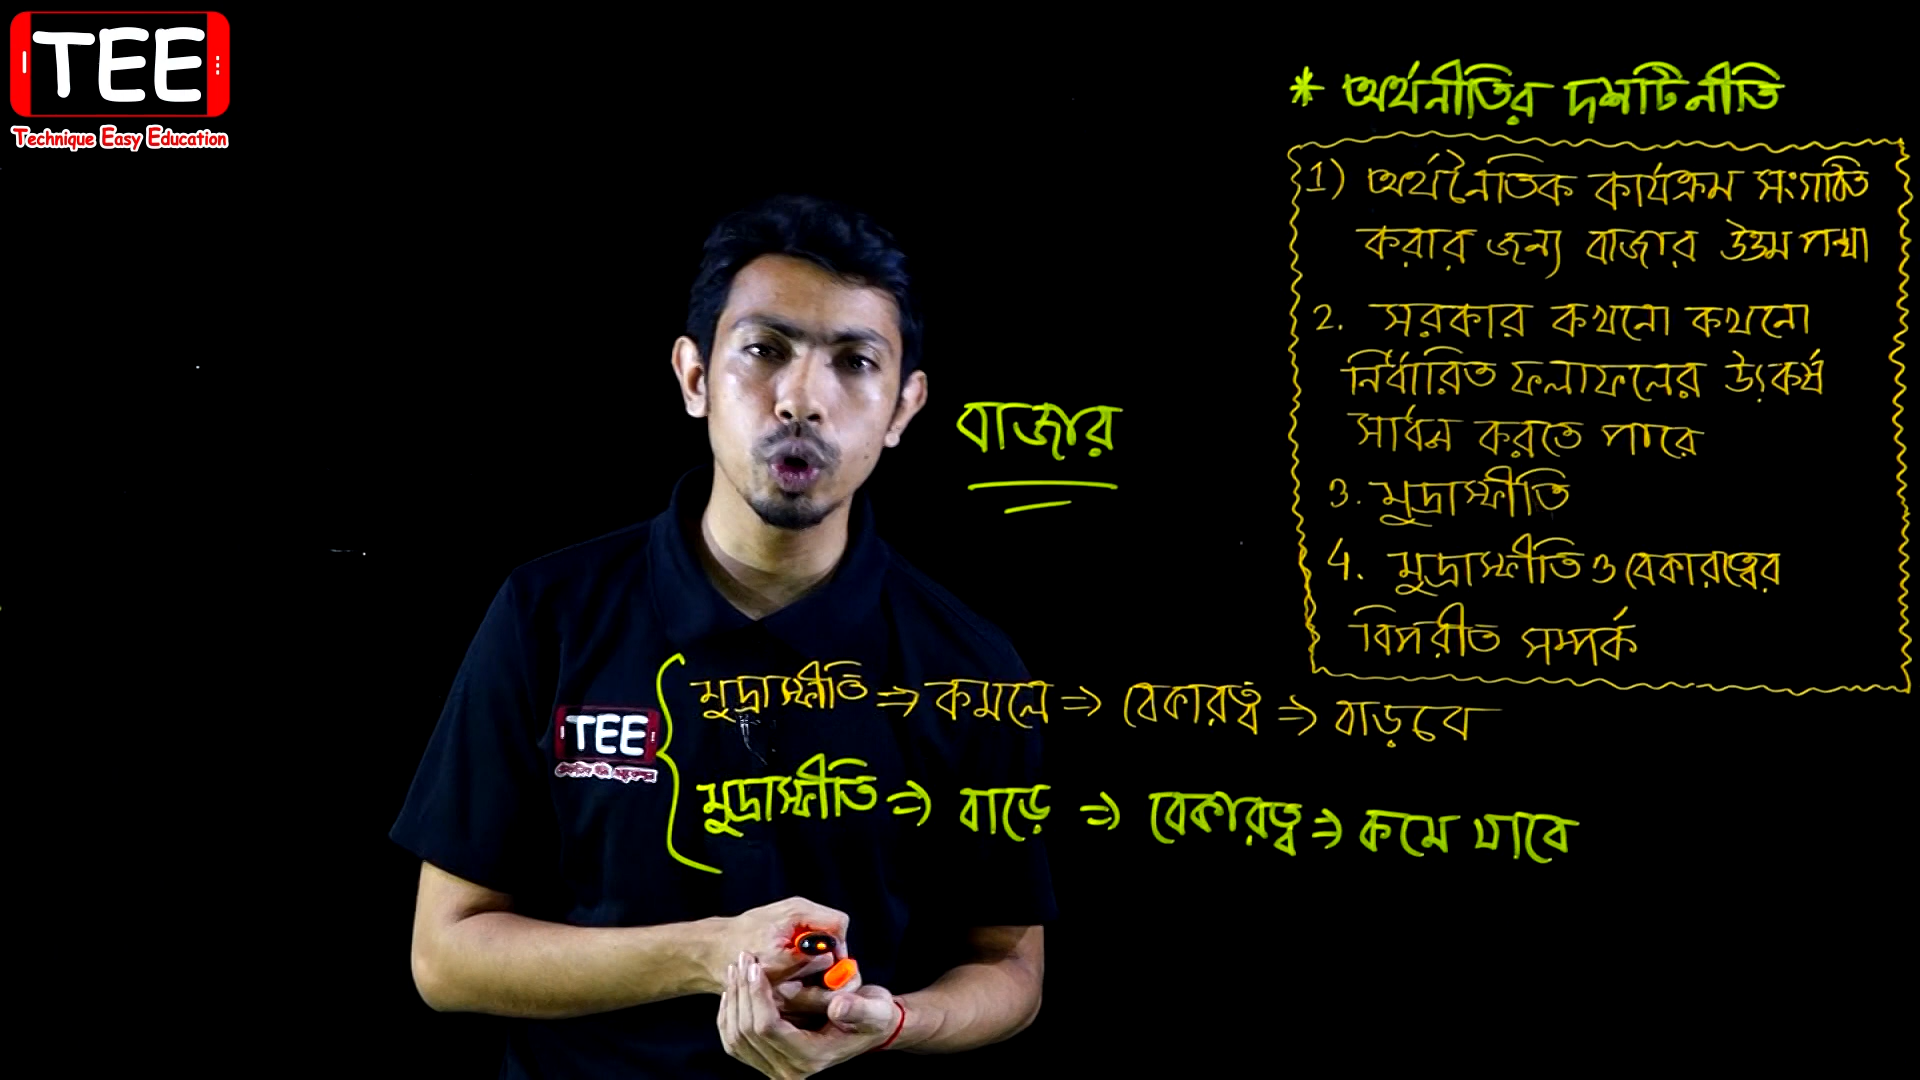 TEE
Technique Easy Education
* অর্থনীতির দশটি নীতি
1) অর্থনৈতিক কার্যক্রম সংগঠিত
করার জন্য বাজার উত্তম পন্থা
2. সরকার কখনো কখনো
নির্ধারিত ফলাফলের উৎকর্ষ
সাধন করতে পারে
3. মুদ্রাস্ফীতি
4. মুদ্রাস্ফীতি ও বেকারত্বের
বিপরীত সম্পর্ক
বাজার
মুদ্রাস্ফীতি ⇒ কমলে ⇒ বেকারত্ব ⇒ বাড়বে
মুদ্রাস্ফীতি ⇒ বাড়ে ⇒ বেকারত্ব ⇒ কমে যাবে
TEE